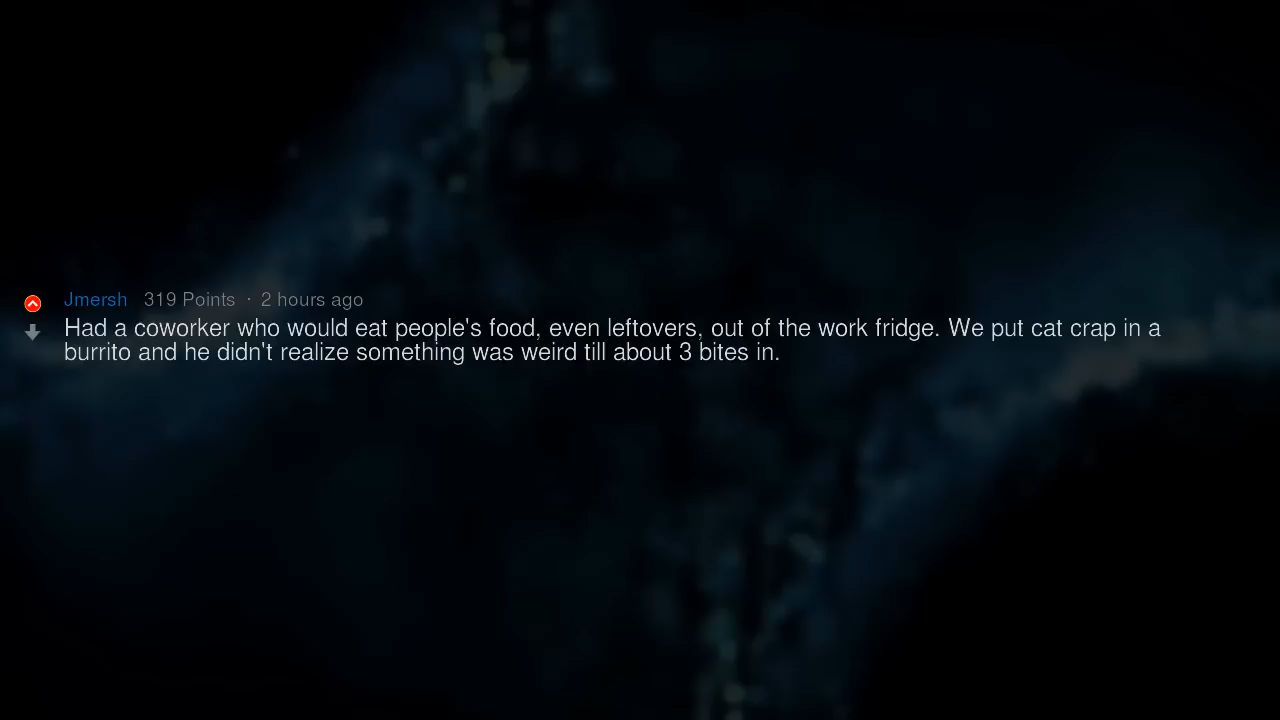 Jmersh 319 Points · 2 hours ago
Had a coworker who would eat people's food, even leftovers, out of the work fridge. We put cat crap in a
burrito and he didn't realize something was weird till about 3 bites in.